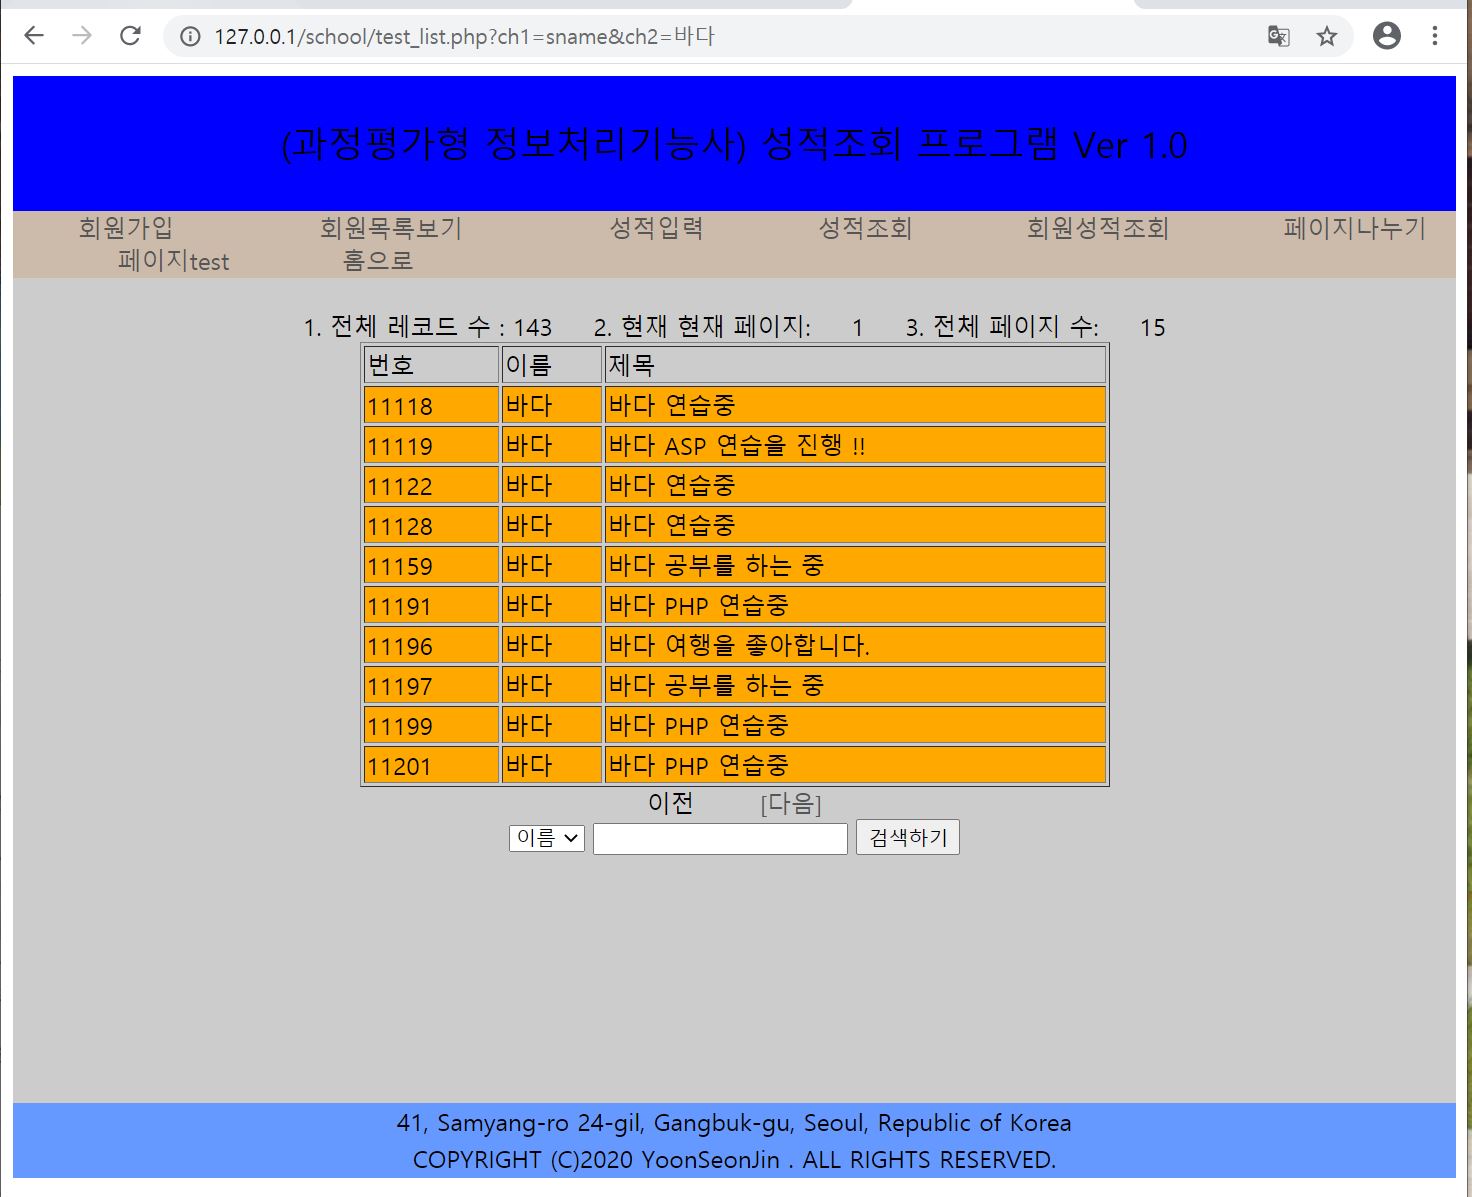 127.0.0.1/school/test_list.php?ch1=sname&ch2=바다
(과정평가형 정보처리기능사) 성적조회 프로그램 Ver 1.0
회원가입 회원목록보기 성적입력 성적조회 회원성적조회 페이지나누기
페이지test 홈으로
1. 전체 레코드 수 : 143 2. 현재 현재 페이지: 1 3. 전체 페이지 수: 15
번호 이름 제목
11118 바다 바다 연습중
11119 바다 바다 ASP 연습을 진행 !!
11122 바다 바다 연습중
11128 바다 바다 연습중
11159 바다 바다 공부를 하는 중
11191 바다 바다 PHP 연습중
11196 바다 바다 여행을 좋아합니다.
11197 바다 바다 공부를 하는 중
11199 바다 바다 PHP 연습중
11201 바다 바다 PHP 연습중
이전 [다음]
이름 검색하기
41, Samyang-ro 24-gil, Gangbuk-gu, Seoul, Republic of Korea
COPYRIGHT (C)2020 YoonSeonJin . ALL RIGHTS RESERVED.